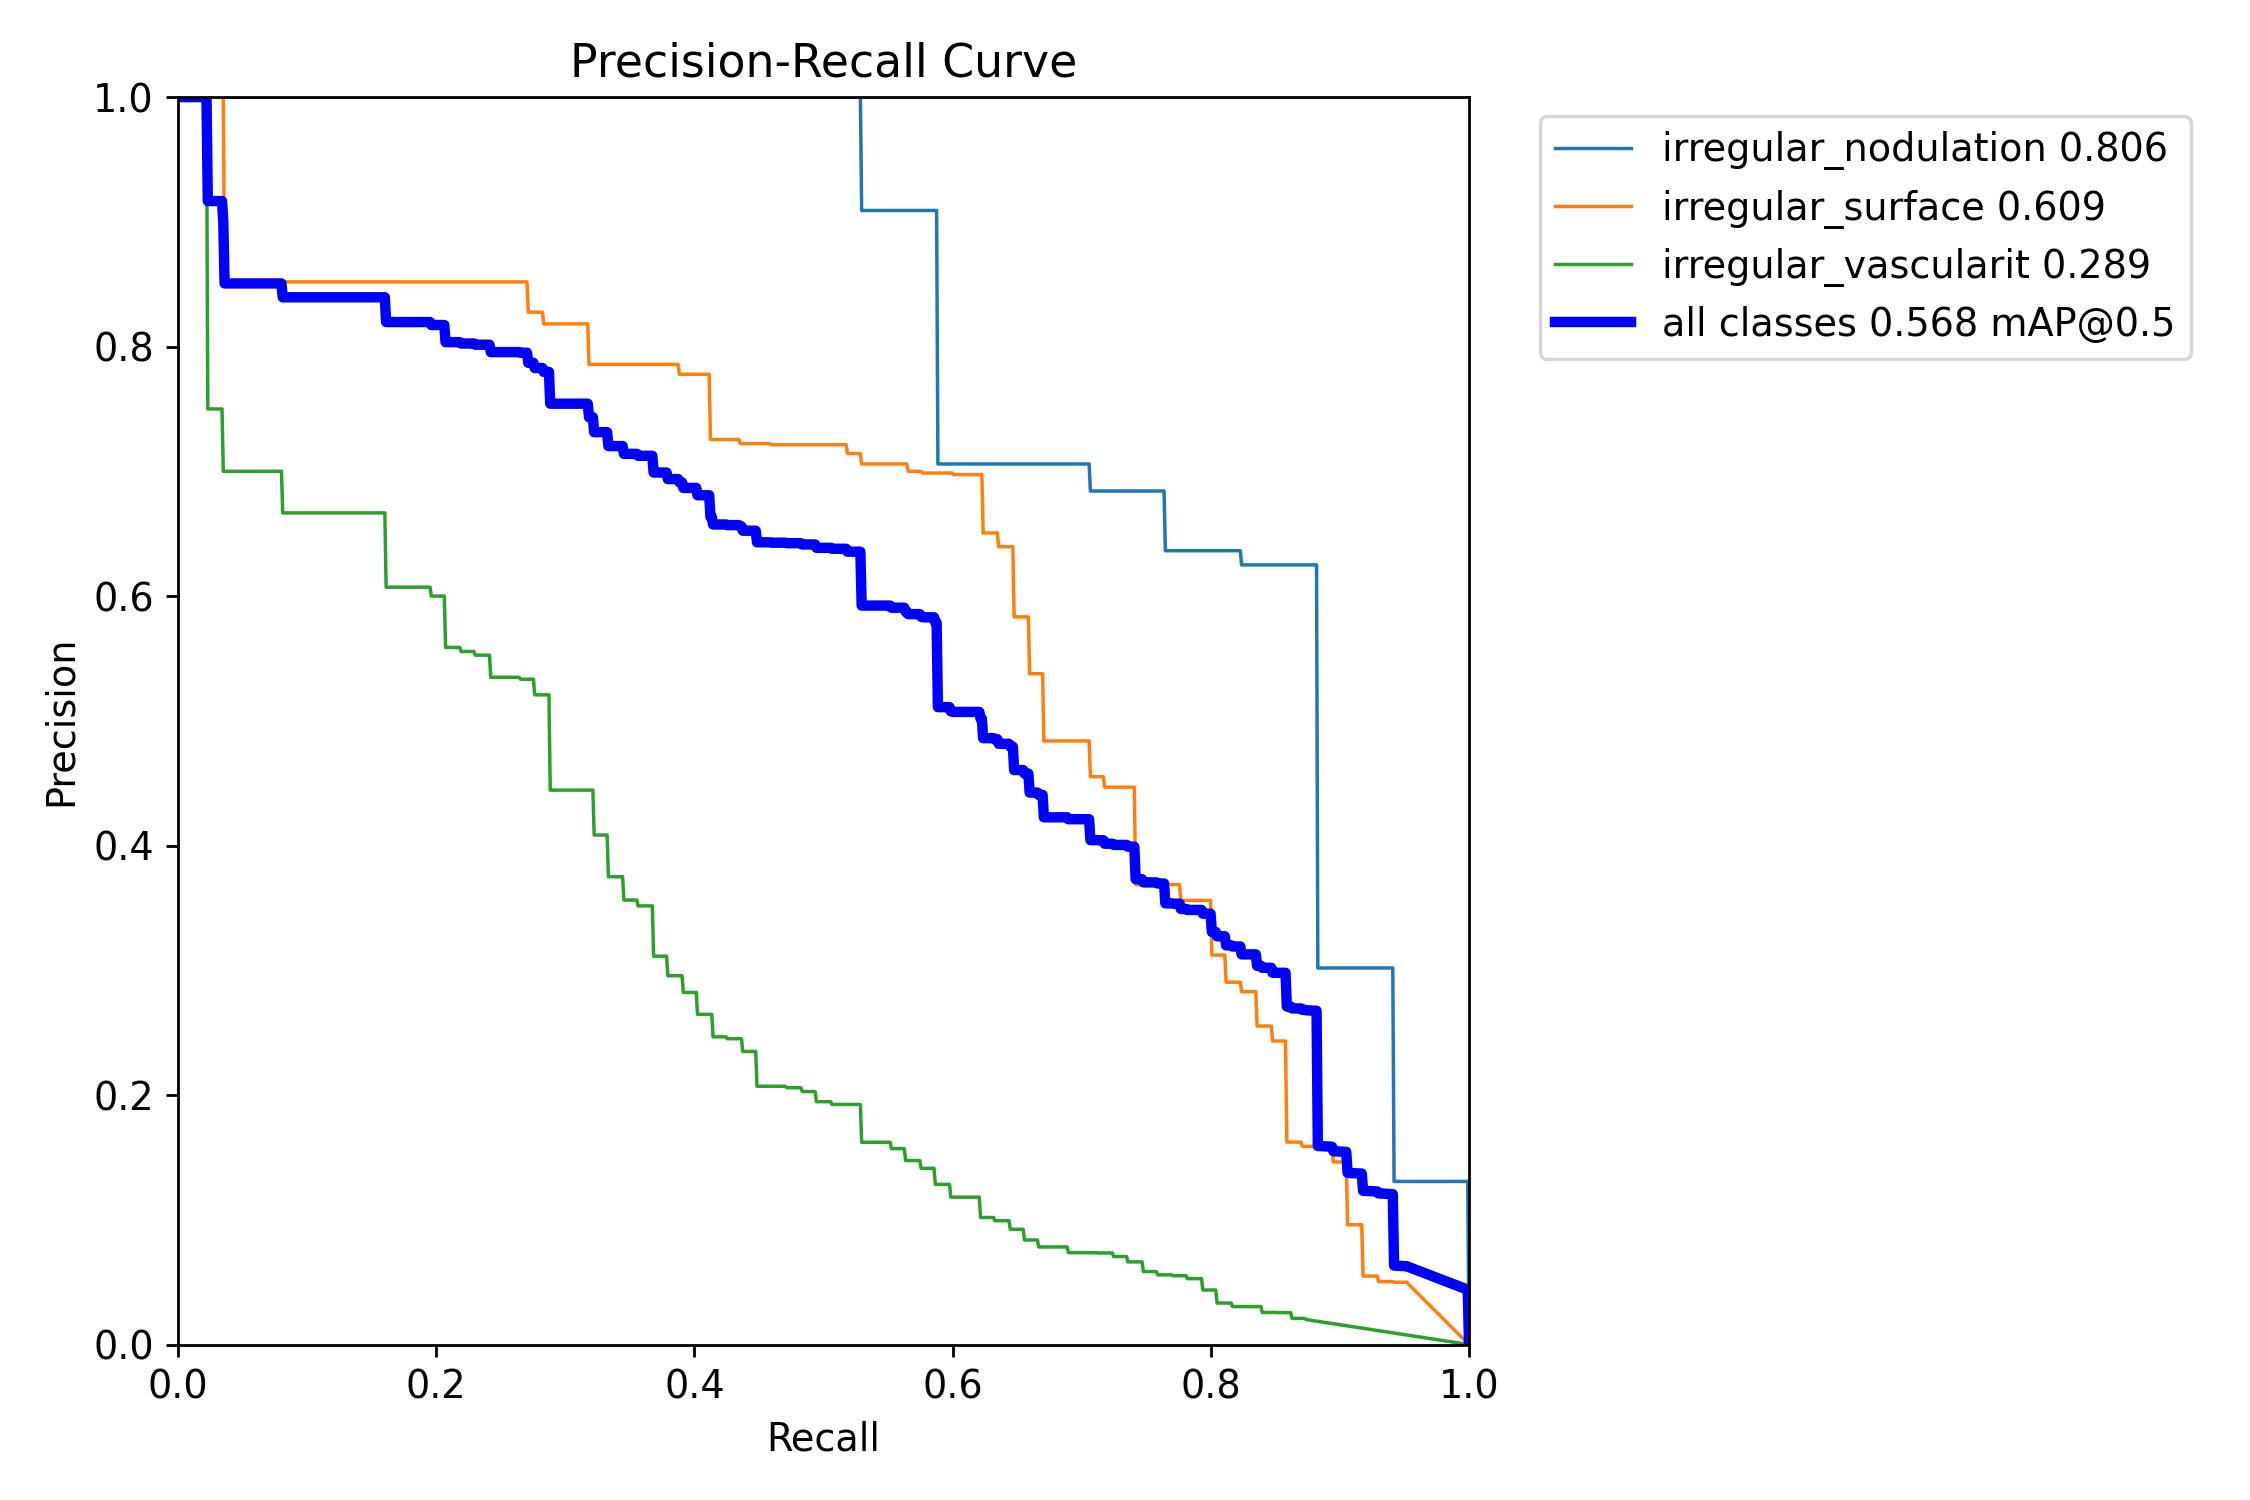 Precision-Recall Curve
1.0
0.8
0.6
0.4
0.2
0.0
Precision
0.0 0.2 0.4 0.6 0.8 1.0
Recall
irregular_nodulation 0.806
irregular_surface 0.609
irregular_vascularit 0.289
all classes 0.568 mAP@0.5